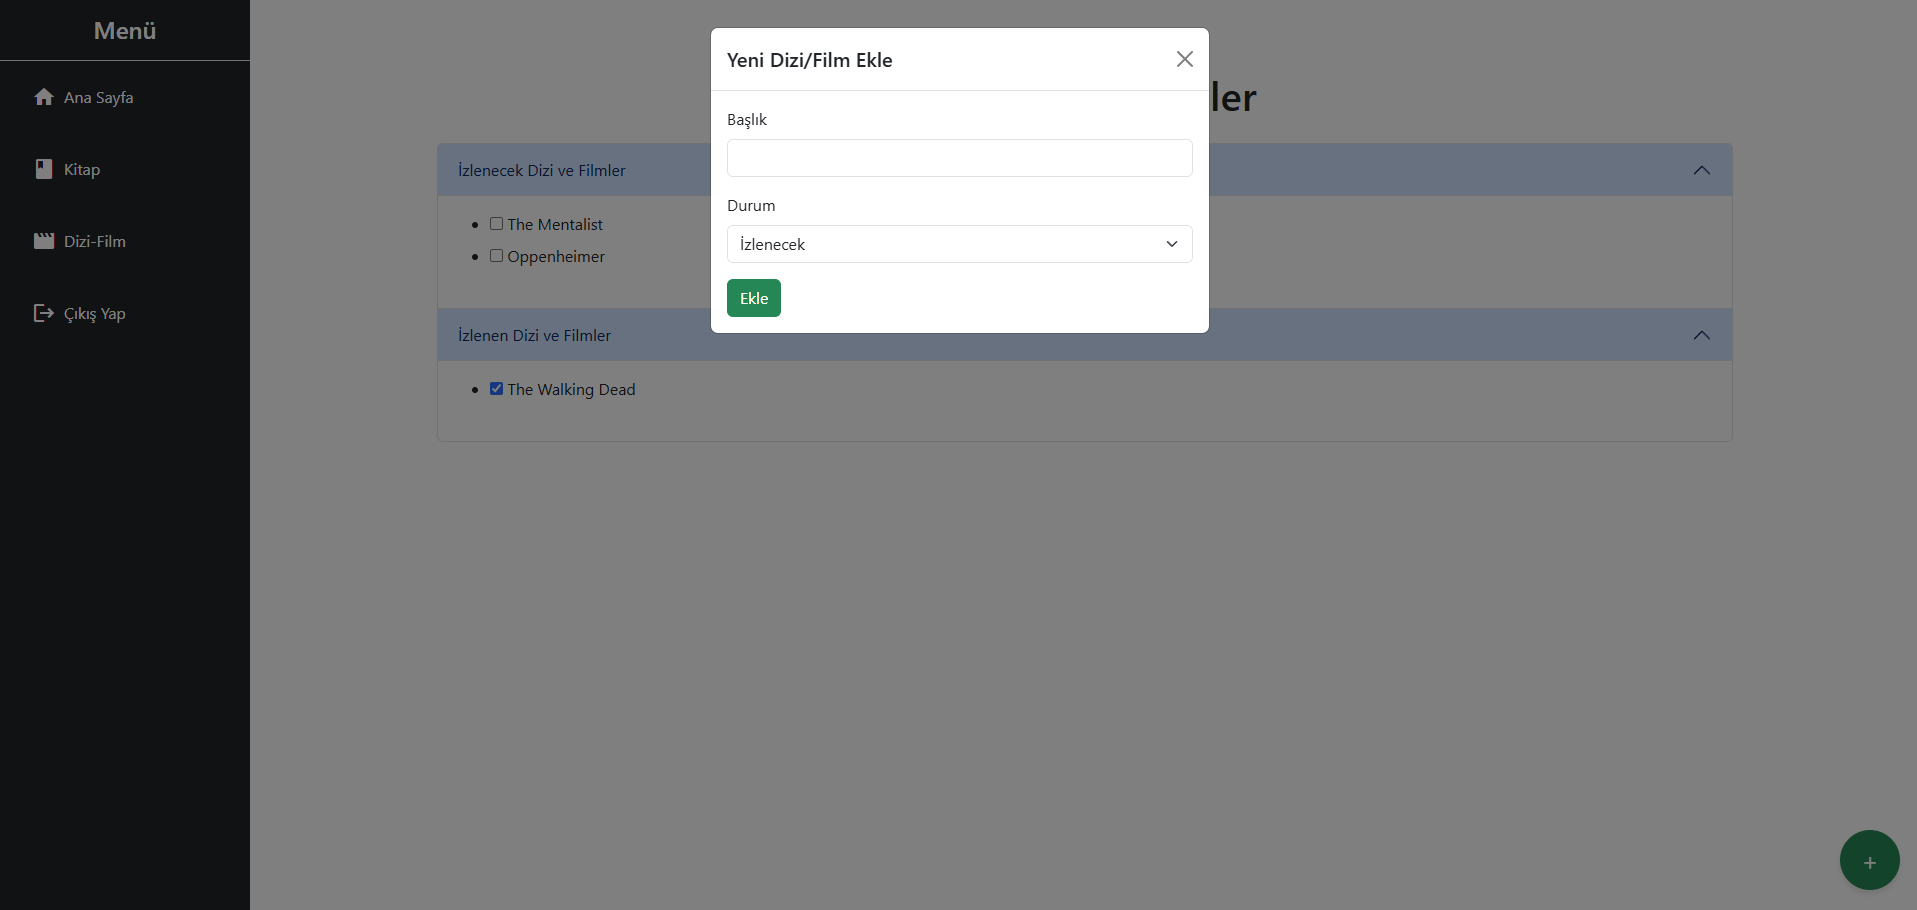 Menü
Ana Sayfa
Kitap
Dizi-Film
Çıkış Yap
Yeni Dizi/Film Ekle
Başlık
Durum
İzlenecek
Ekle
ler
İzlenecek Dizi ve Filmler
The Mentalist
Oppenheimer
İzlenen Dizi ve Filmler
The Walking Dead
+